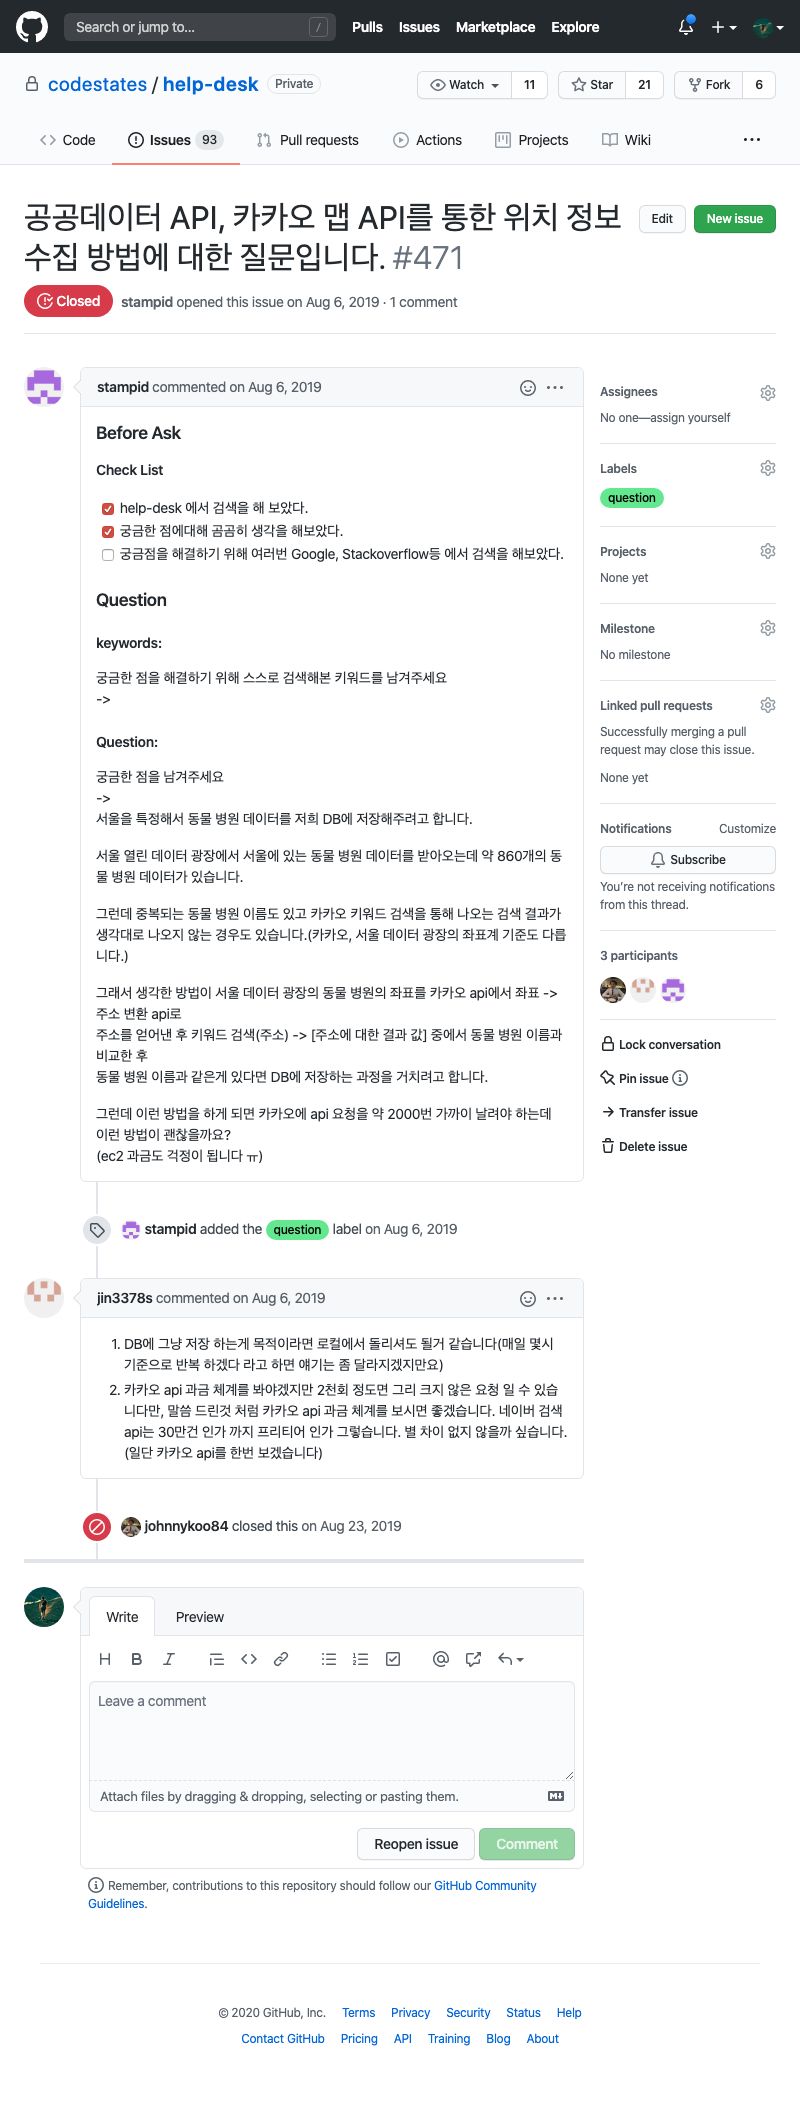 Search or jump to... /
Pulls Issues Marketplace Explore
codestates / help-desk Private
Watch 11 Star 21 Fork 6
Code Issues 93 Pull requests Actions Projects Wiki ...
공공데이터 API, 카카오 맵 API를 통한 위치 정보
수집 방법에 대한 질문입니다. #471
Edit New issue
Closed stampid opened this issue on Aug 6, 2019 · 1 comment
stampid commented on Aug 6, 2019
Before Ask
Check List
help-desk 에서 검색을 해 보았다.
궁금한 점에대해 곰곰히 생각을 해보았다.
궁금점을 해결하기 위해 여러번 Google, Stackoverflow등 에서 검색을 해보았다.
Question
keywords:
궁금한 점을 해결하기 위해 스스로 검색해본 키워드를 남겨주세요
->
Question:
궁금한 점을 남겨주세요
->
서울을 특정해서 동물 병원 데이터를 저희 DB에 저장해주려고 합니다.
서울 열린 데이터 광장에서 서울에 있는 동물 병원 데이터를 받아오는데 약 860개의 동
물 병원 데이터가 있습니다.
그런데 중복되는 동물 병원 이름도 있고 카카오 키워드 검색을 통해 나오는 검색 결과가
생각대로 나오지 않는 경우도 있습니다.(카카오, 서울 데이터 광장의 좌표계 기준도 다릅
니다.)
그래서 생각한 방법이 서울 데이터 광장의 동물 병원의 좌표를 카카오 api에서 좌표 ->
주소 변환 api로
주소를 얻어낸 후 키워드 검색(주소) -> [주소에 대한 결과 값] 중에서 동물 병원 이름과
비교한 후
동물 병원 이름과 같은게 있다면 DB에 저장하는 과정을 거치려고 합니다.
그런데 이런 방법을 하게 되면 카카오에 api 요청을 약 2000번 가까이 날려야 하는데
이런 방법이 괜찮을까요?
(ec2 과금도 걱정이 됩니다 ㅠ)
stampid added the question label on Aug 6, 2019
jin3378s commented on Aug 6, 2019
1. DB에 그냥 저장 하는게 목적이라면 로컬에서 돌리셔도 될거 같습니다(매일 몇시
기준으로 반복 하겠다 라고 하면 얘기는 좀 달라지겠지만요)
2. 카카오 api 과금 체계를 봐야겠지만 2천회 정도면 그리 크지 않은 요청 일 수 있습
니다만, 말씀 드린것 처럼 카카오 api 과금 체계를 보시면 좋겠습니다. 네이버 검색
api는 30만건 인가 까지 프리티어 인가 그렇습니다. 별 차이 없지 않을까 싶습니다.
(일단 카카오 api를 한번 보겠습니다)
johnnykoo84 closed this on Aug 23, 2019
Write Preview
Leave a comment
Attach files by dragging & dropping, selecting or pasting them.
Reopen issue Comment
Remember, contributions to this repository should follow our GitHub Community
Guidelines.
Assignees
No one—assign yourself
Labels
question
Projects
None yet
Milestone
No milestone
Linked pull requests
Successfully merging a pull
request may close this issue.
None yet
Notifications Customize
Subscribe
You're not receiving notifications
from this thread.
3 participants
Lock conversation
Pin issue
Transfer issue
Delete issue
© 2020 GitHub, Inc. Terms Privacy Security Status Help
Contact GitHub Pricing API Training Blog About